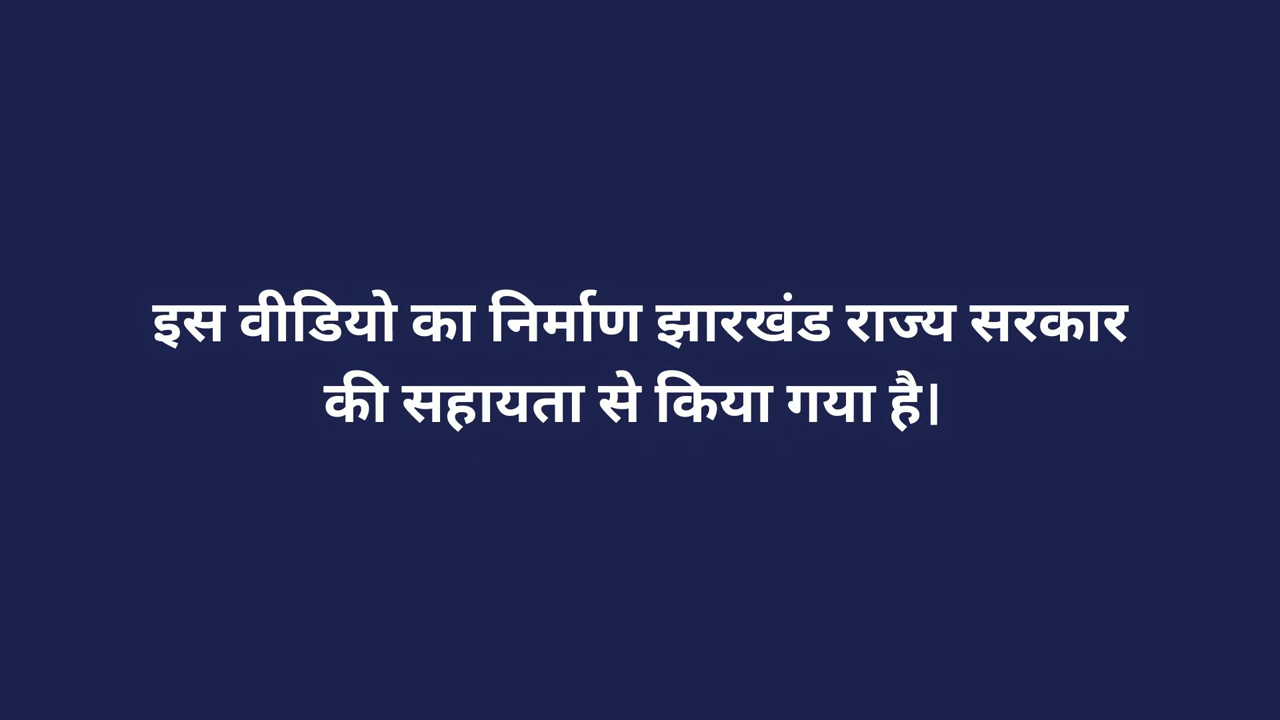 इस वीडियो का निर्माण झारखंड राज्य सरकार
की सहायता से किया गया है।